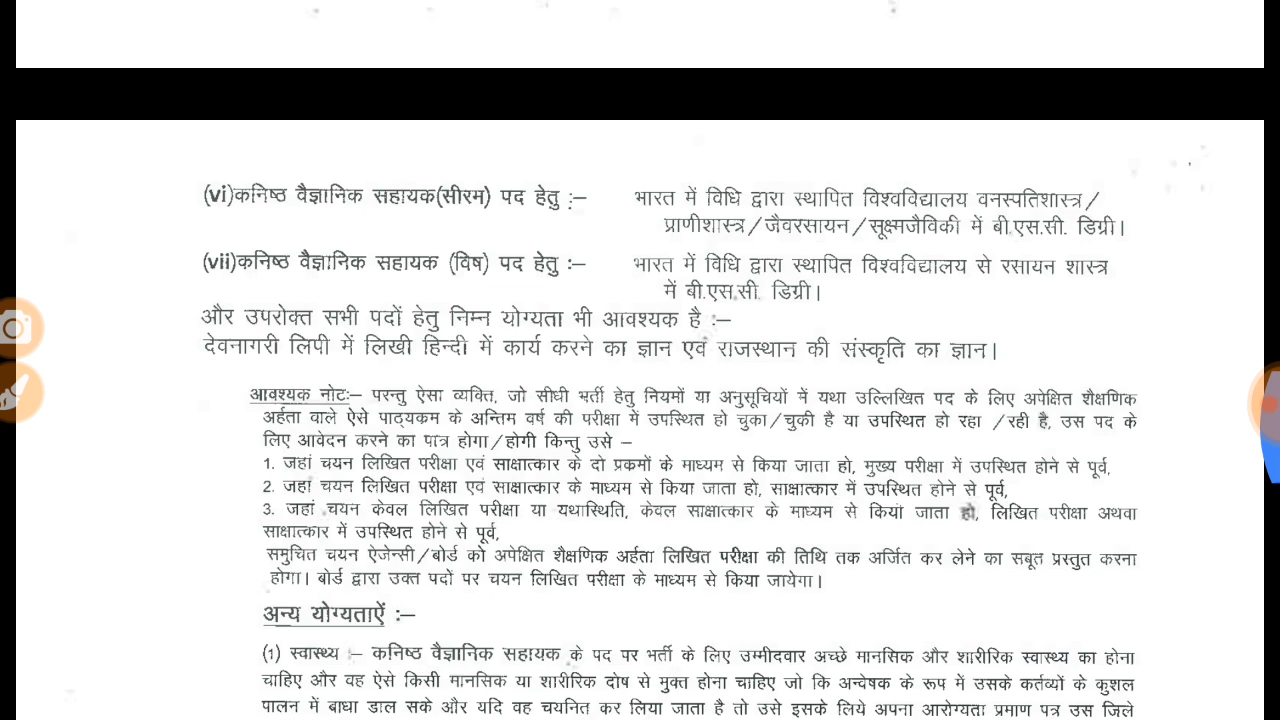 (vi)कनिष्ठ वैज्ञानिक सहायक(सीरम) पद हेतु :– भारत में विधि द्वारा स्थापित विश्वविद्यालय वनस्पतिशास्त्र/
प्राणीशास्त्र/जैवरसायन/सूक्ष्मजैविकी में बी.एस.सी. डिग्री।
(vii)कनिष्ठ वैज्ञानिक सहायक (विष) पद हेतु :– भारत में विधि द्वारा स्थापित विश्वविद्यालय से रसायन शास्त्र
में बी.एस.सी. डिग्री।
और उपरोक्त सभी पदों हेतु निम्न योग्यता भी आवश्यक है :–
देवनागरी लिपी में लिखी हिन्दी में कार्य करने का ज्ञान एवं राजस्थान की संस्कृति का ज्ञान।
आवश्यक नोटः– परन्तु ऐसा व्यक्ति, जो सीधी भर्ती हेतु नियमों या अनुसूचियों में यथा उल्लिखित पद के लिए अपेक्षित शैक्षणिक
अर्हता वाले ऐसे पाठ्यकम के अन्तिम वर्ष की परीक्षा में उपस्थित हो चुका/चुकी है या उपस्थित हो रहा /रही है, उस पद के
लिए आवेदन करने का पात्र होगा/होगी किन्तु उसे –
1. जहां चयन लिखित परीक्षा एवं साक्षात्कार के दो प्रकमों के माध्यम से किया जाता हो, मुख्य परीक्षा में उपस्थित होने से पूर्व,
2. जहां चयन लिखित परीक्षा एवं साक्षात्कार के माध्यम से किया जाता हो, साक्षात्कार में उपस्थित होने से पूर्व,
3. जहां चयन केवल लिखित परीक्षा या यथास्थिति, केवल साक्षात्कार के माध्यम से किया जाता हो, लिखित परीक्षा अथवा
साक्षात्कार में उपस्थित होने से पूर्व,
समुचित चयन ऐजेन्सी/बोर्ड को अपेक्षित शैक्षणिक अर्हता लिखित परीक्षा की तिथि तक अर्जित कर लेने का सबूत प्रस्तुत करना
होगा। बोर्ड द्वारा उक्त पदों पर चयन लिखित परीक्षा के माध्यम से किया जायेगा।
अन्य योग्यताऐं :–
(1) स्वास्थ्य :– कनिष्ठ वैज्ञानिक सहायक के पद पर भर्ती के लिए उम्मीदवार अच्छे मानसिक और शारीरिक स्वास्थ्य का होना
चाहिए और वह ऐसे किसी मानसिक या शारीरिक दोष से मुक्त होना चाहिए जो कि अन्वेषक के रूप में उसके कर्तव्यों के कुशल
पालन में बाधा डाल सके और यदि वह चयनित कर लिया जाता है तो उसे इसके लिये अपना आरोग्यता प्रमाण पत्र उस जिले